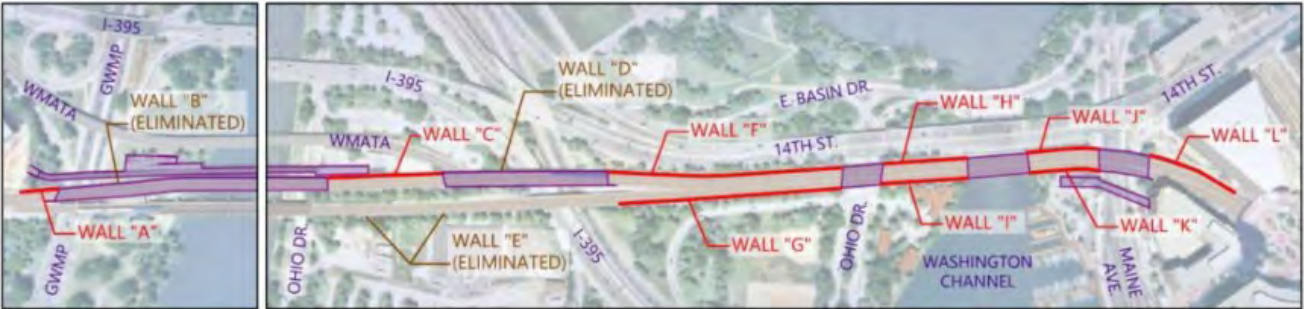 I-395
GWMP
WMATA
WALL "B"
(ELIMINATED)
WALL "A"
GWMP
I-395
WALL "D"
(ELIMINATED)
E. BASIN DR.
WALL "H"
14TH ST.
WALL "J"
WMATA
WALL "C"
WALL "F"
14TH ST.
WALL "L"
OHIO DR.
WALL "E"
(ELIMINATED)
I-395
WALL "G"
OHIO DR.
WALL "I"
WALL "K"
WASHINGTON
CHANNEL
MAINE
AVE.